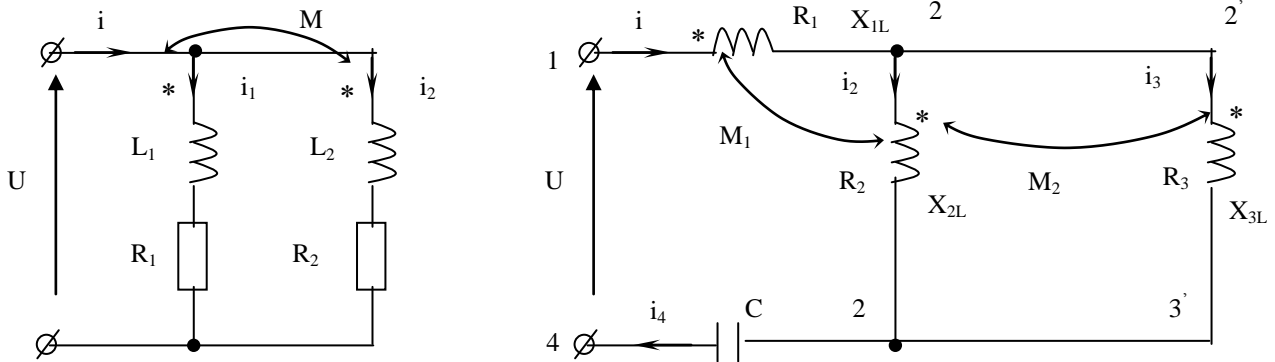 i
M
*
i₁
*
i₂
L₁
L₂
U
R₁
R₂
1
i
*
R₁
X₁L
2
2'
i₂
*
i₃
*
M₁
U
R₂
M₂
R₃
X₂L
X₃L
4
i₄
C
2
3'